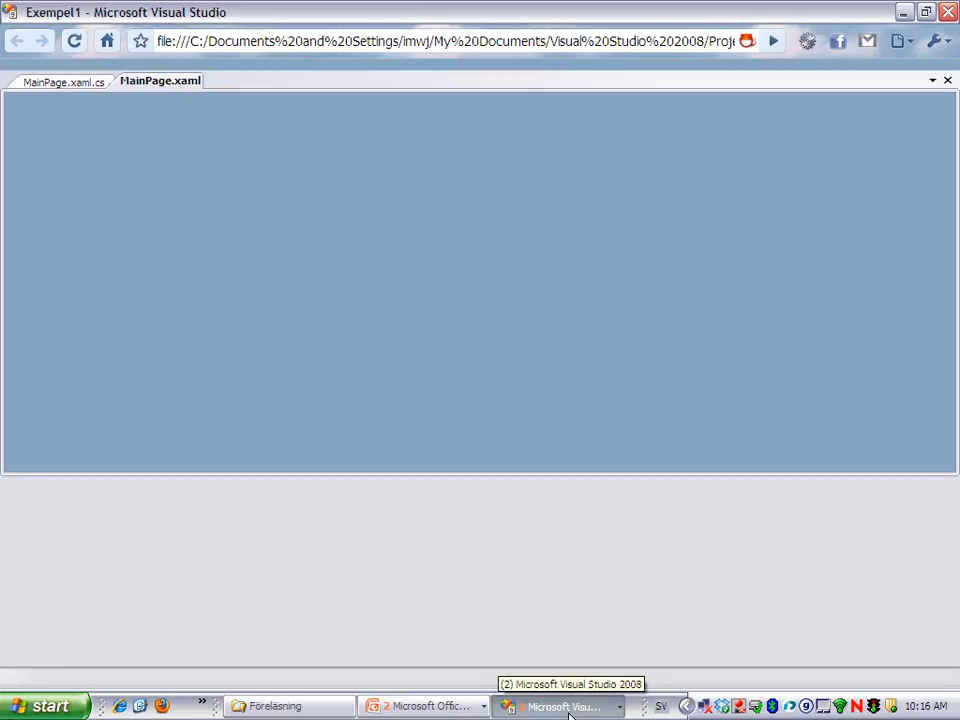 Exempel1 - Microsoft Visual Studio
file:///C:/Documents%20and%20Settings/imwj/My%20Documents/Visual%20Studio%202008/Proje
MainPage.xaml.cs
MainPage.xaml
(2) Microsoft Visual Studio 2008
start
Föreläsning
2 Microsoft Offic...
2 Microsoft Visu...
SV
10:16 AM